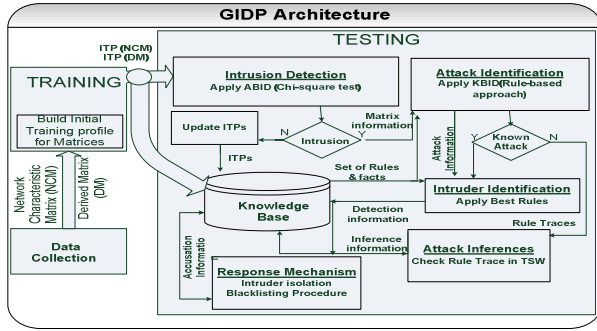 GIDP Architecture
ITP (NCM)
ITP (DM)
TESTING
TRAINING
Build Initial
Training profile
for Matrices
Network
Characteristic
Matrix (NCM)
Derived Matrix
(DM)
Data
Collection
Intrusion Detection
Apply ABID(Chi-square test)
Update ITPs
N
Intrusion
Y
Matrix
information
ITPs
Attack Identification
Apply KBID(Rule-based
approach)
Attack
information
Y
Known
Attack
N
Set of Rules
& facts
Knowledge
Base
Intruder Identification
Apply Best Rules
Detection
information
Rule Traces
Inference
information
Attack Inferences
Check Rule Trace in TSW
Accusation
Informatio
Response Mechanism
Intruder isolation
Blacklisting Procedure